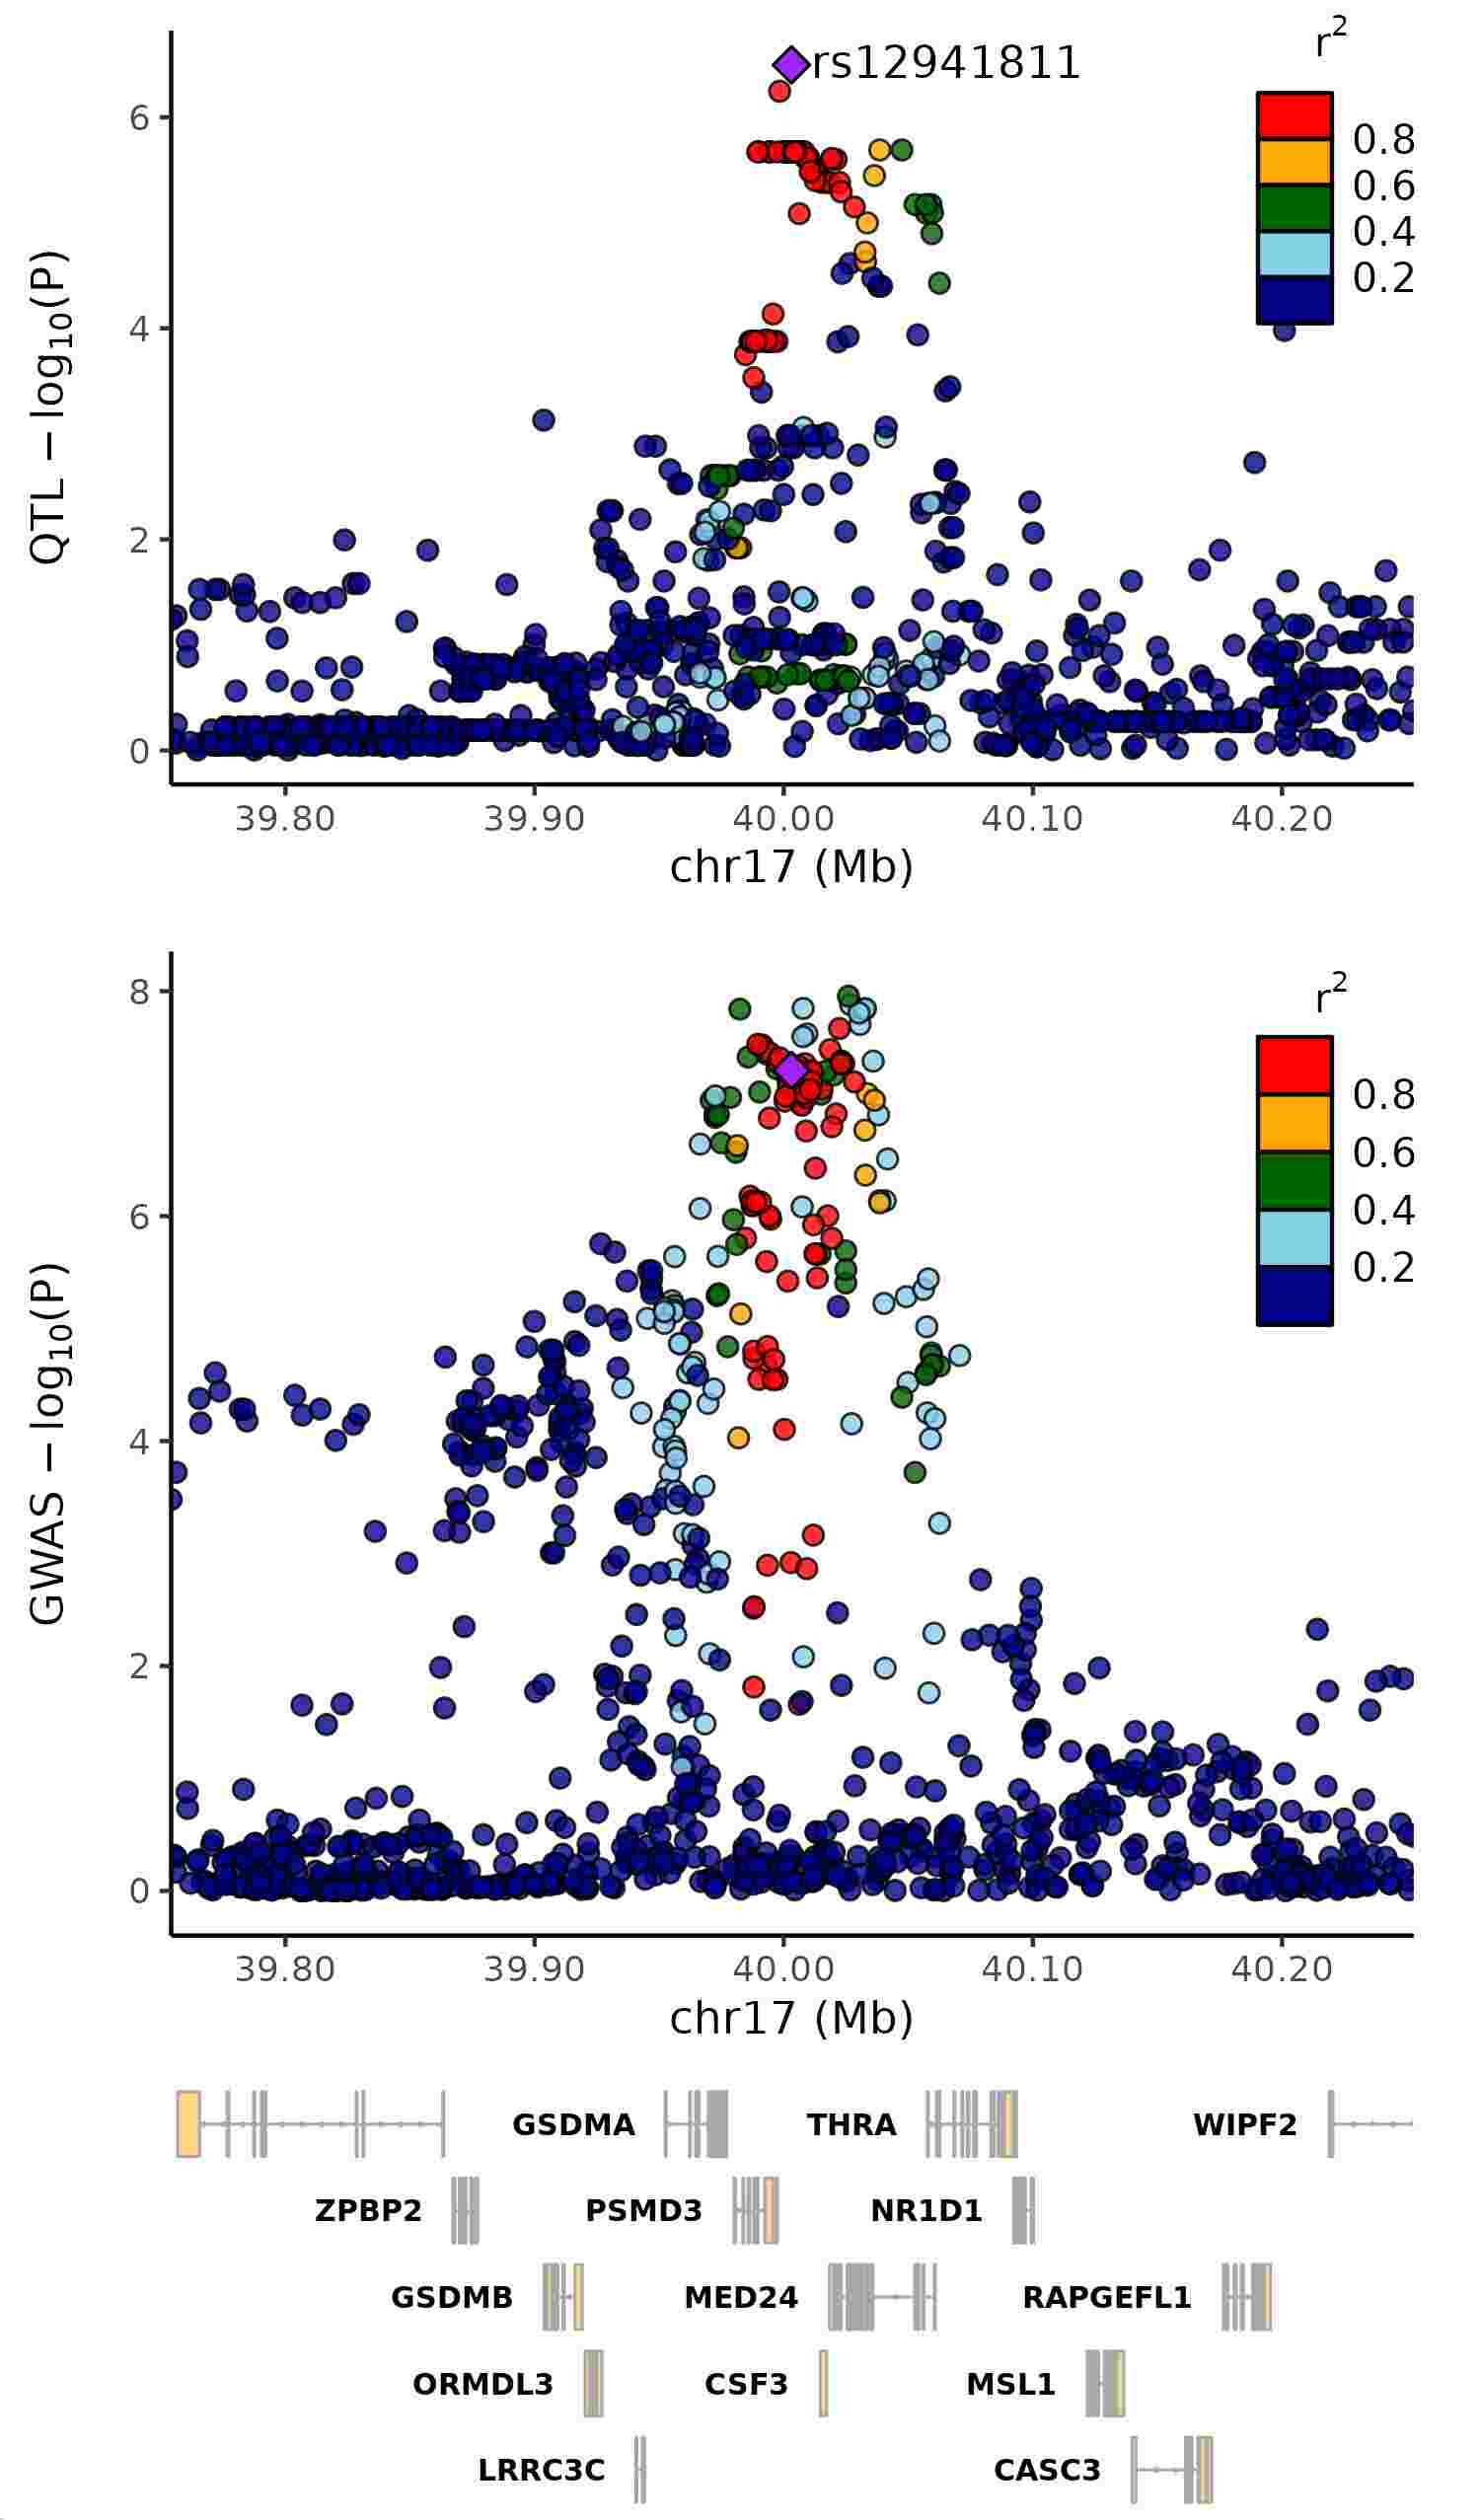 r2
rs12941811
6
4
2
0
0.8
0.6
0.4
0.2
QTL −log10(P)
39.80 39.90 40.00 40.10 40.20
chr17 (Mb)
r2
8
6
4
2
0
0.8
0.6
0.4
0.2
GWAS −log10(P)
39.80 39.90 40.00 40.10 40.20
chr17 (Mb)
GSDMA THRA WIPF2
ZPBP2 PSMD3 NR1D1
GSDMB MED24 RAPGEFL1
ORMDL3 CSF3 MSL1
LRRC3C CASC3